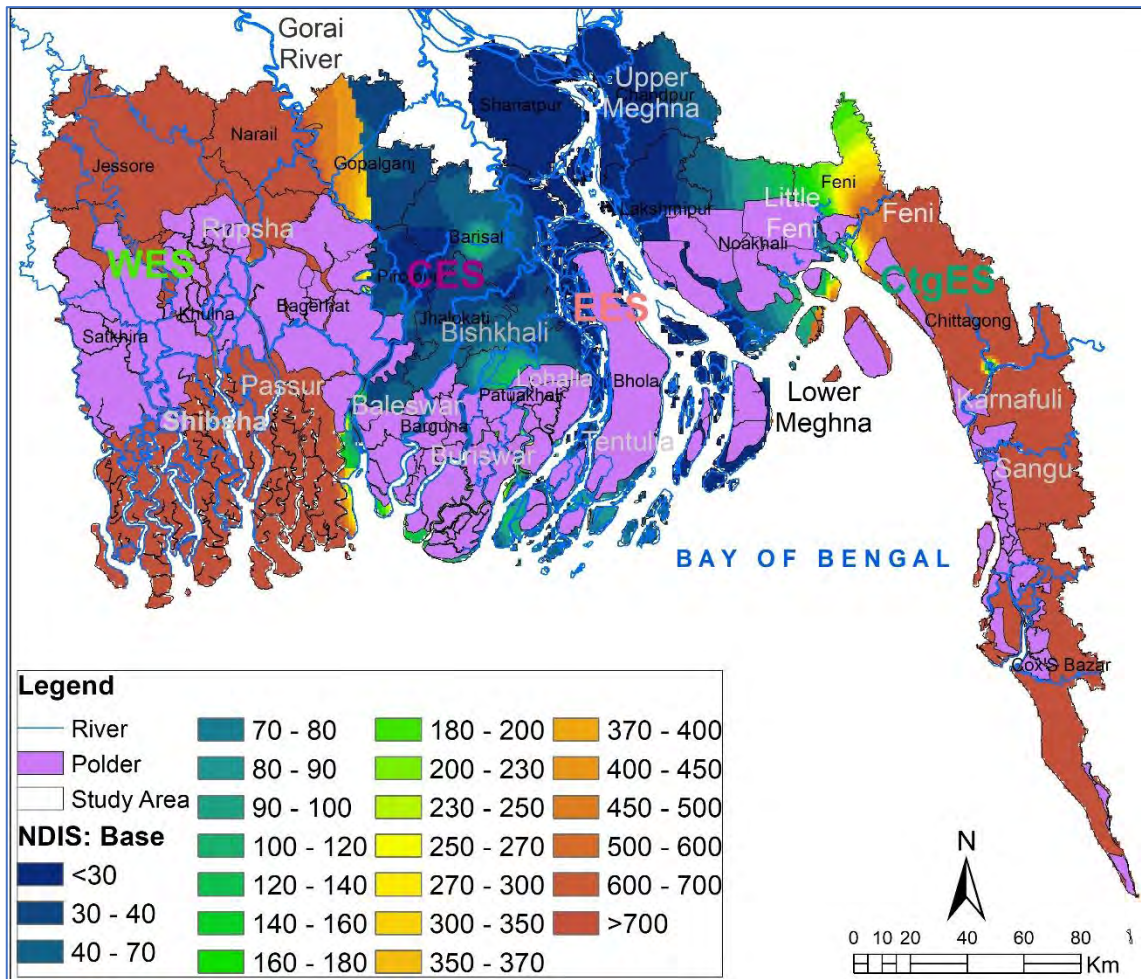 Gorai
River
Upper
Meghna
Shariatpur
Chandpur
Narail
Jessore
Gopalganj
Feni
Little
Feni
Feni
Lakshmipur
Rupsha
Barisal
Noakhali
WES
CES
EES
CtgES
Pirojpur
Khulna
Bagerhat
Jhalokati
Bishkhali
Chittagong
Satkhira
Passur
Lohalia
Bhola
Lower
Meghna
Karnafuli
Baleswar
Patuakhali
Shibsha
Barguna
Buriswar
Tentulia
Sangu
BAY OF BENGAL
Cox'S Bazar
Legend
River
Polder
Study Area
NDIS: Base
<30
30 - 40
40 - 70
70 - 80
80 - 90
90 - 100
100 - 120
120 - 140
140 - 160
160 - 180
180 - 200
200 - 230
230 - 250
250 - 270
270 - 300
300 - 350
350 - 370
370 - 400
400 - 450
450 - 500
500 - 600
600 - 700
>700
N
0 10 20 40 60 80
Km